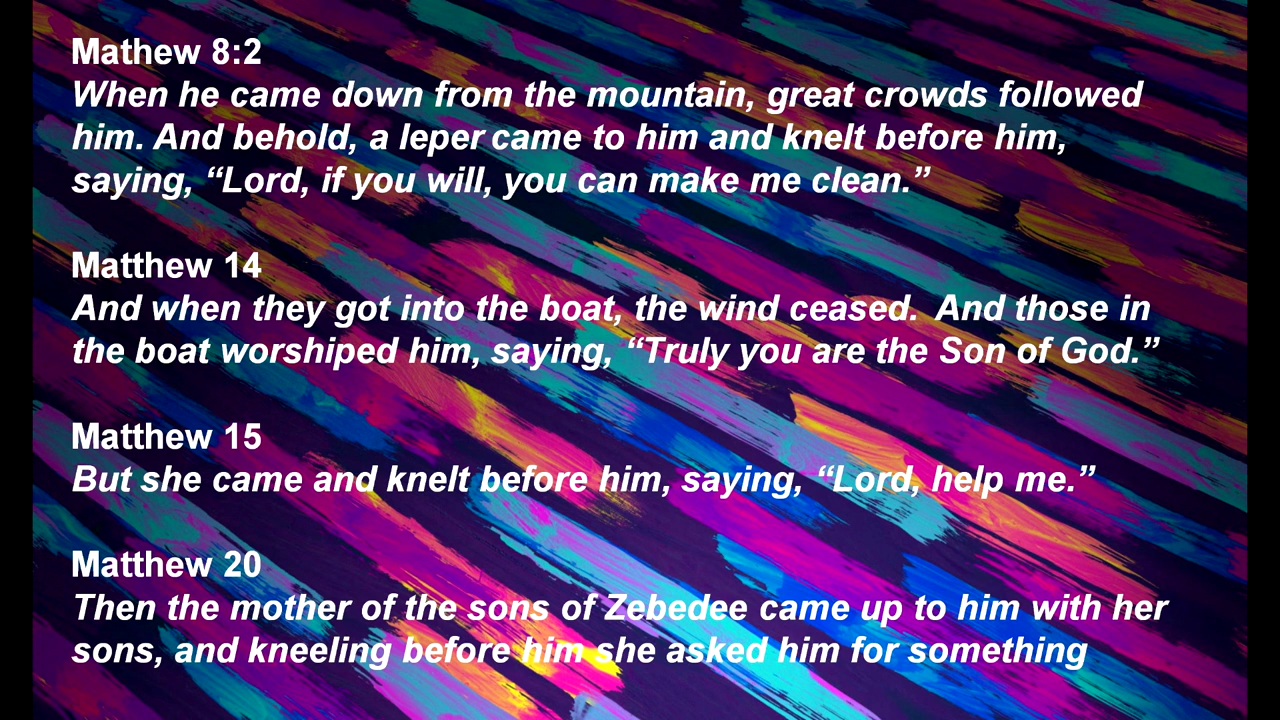 Mathew 8:2
When he came down from the mountain, great crowds followed
him. And behold, a leper came to him and knelt before him,
saying, “Lord, if you will, you can make me clean.”
Matthew 14
And when they got into the boat, the wind ceased.  And those in
the boat worshiped him, saying, “Truly you are the Son of God.”
Matthew 15
But she came and knelt before him, saying, “Lord, help me.”
Matthew 20
Then the mother of the sons of Zebedee came up to him with her
sons, and kneeling before him she asked him for something